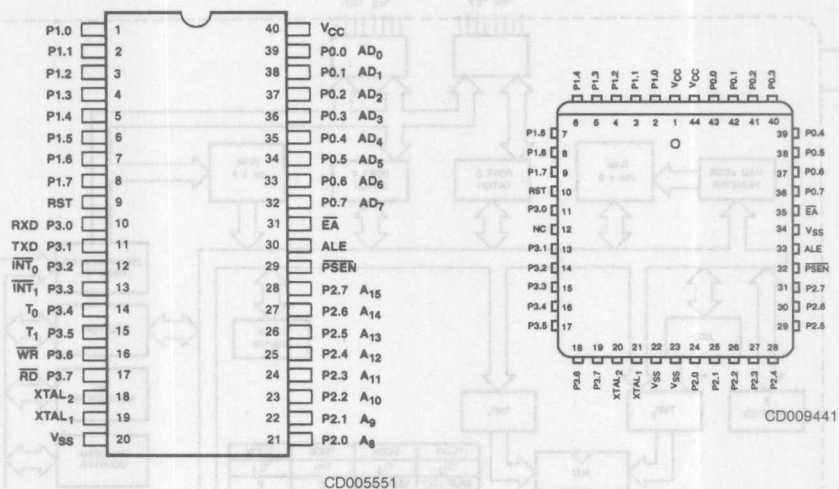 P1.0 1 40 VCC
P1.1 2 39 P0.0 AD0
P1.2 3 38 P0.1 AD1
P1.3 4 37 P0.2 AD2
P1.4 5 36 P0.3 AD3
P1.5 6 35 P0.4 AD4
P1.6 7 34 P0.5 AD5
P1.7 8 33 P0.6 AD6
RST 9 32 P0.7 AD7
RXD P3.0 10 31 E̅A̅
TXD P3.1 11 30 ALE
I̅N̅T̅0 P3.2 12 29 P̅S̅E̅N̅
I̅N̅T̅1 P3.3 13 28 P2.7 A15
T0 P3.4 14 27 P2.6 A14
T1 P3.5 15 26 P2.5 A13
W̅R̅ P3.6 16 25 P2.4 A12
R̅D̅ P3.7 17 24 P2.3 A11
XTAL2 18 23 P2.2 A10
XTAL1 19 22 P2.1 A9
VSS 20 21 P2.0 A8
CD005551
P1.4 P1.3 P1.2 P1.1 P1.0 VCC VCC P0.0 P0.1 P0.2 P0.3
6 5 4 3 2 1 44 43 42 41 40
P1.5 7 39 P0.4
P1.6 8 38 P0.5
P1.7 9 37 P0.6
RST 10 36 P0.7
P3.0 11 35 E̅A̅
NC 12 34 VSS
P3.1 13 33 ALE
P3.2 14 32 P̅S̅E̅N̅
P3.3 15 31 P2.7
P3.4 16 30 P2.6
P3.5 17 29 P2.5
18 19 20 21 22 23 24 25 26 27 28
P3.6 P3.7 XTAL2 XTAL1 VSS VSS P2.0 P2.1 P2.2 P2.3 P2.4
CD009441